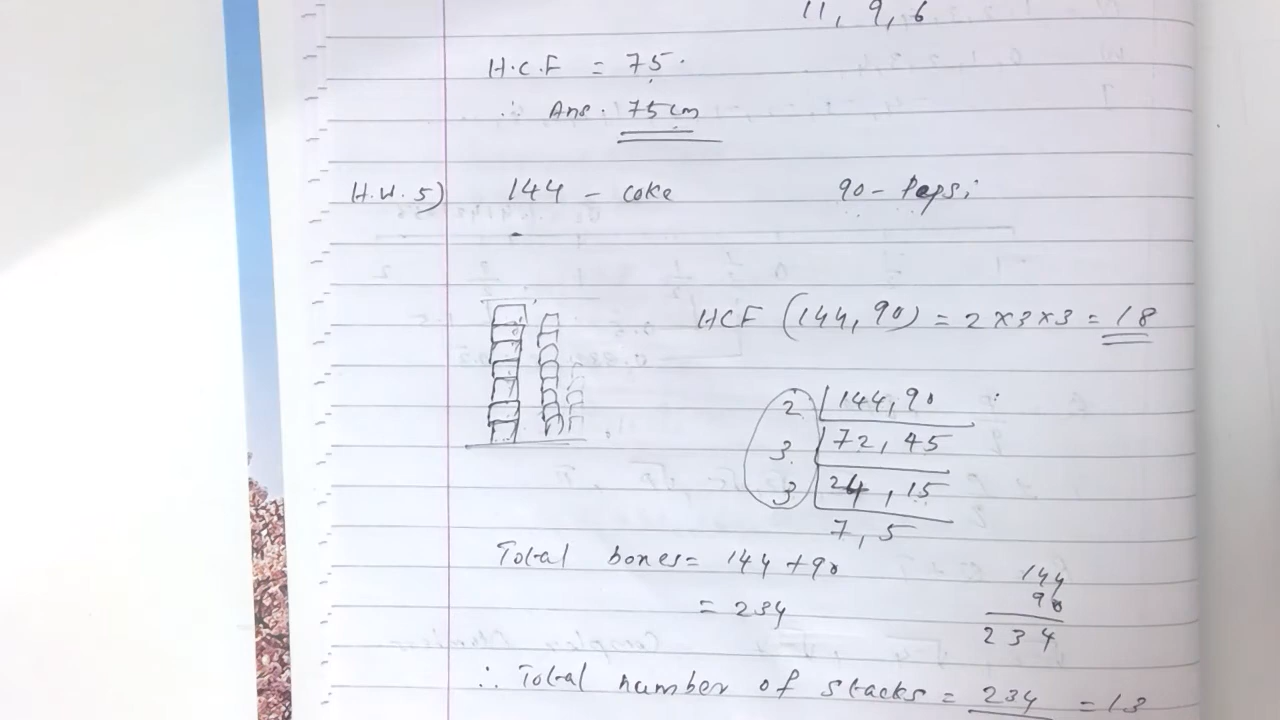 11, 9, 6
H.C.F = 75.
∴ Ans. 75 cm
H.W. 5) 144 - coke 90 - Pepsi
HCF (144, 90) = 2 × 3 × 3 = 18
2 | 144, 90
3 | 72, 45
3 | 24, 15
7, 5
Total boxes = 144 + 90
= 234
144
90
234
∴ Total number of stacks = 234 = 13